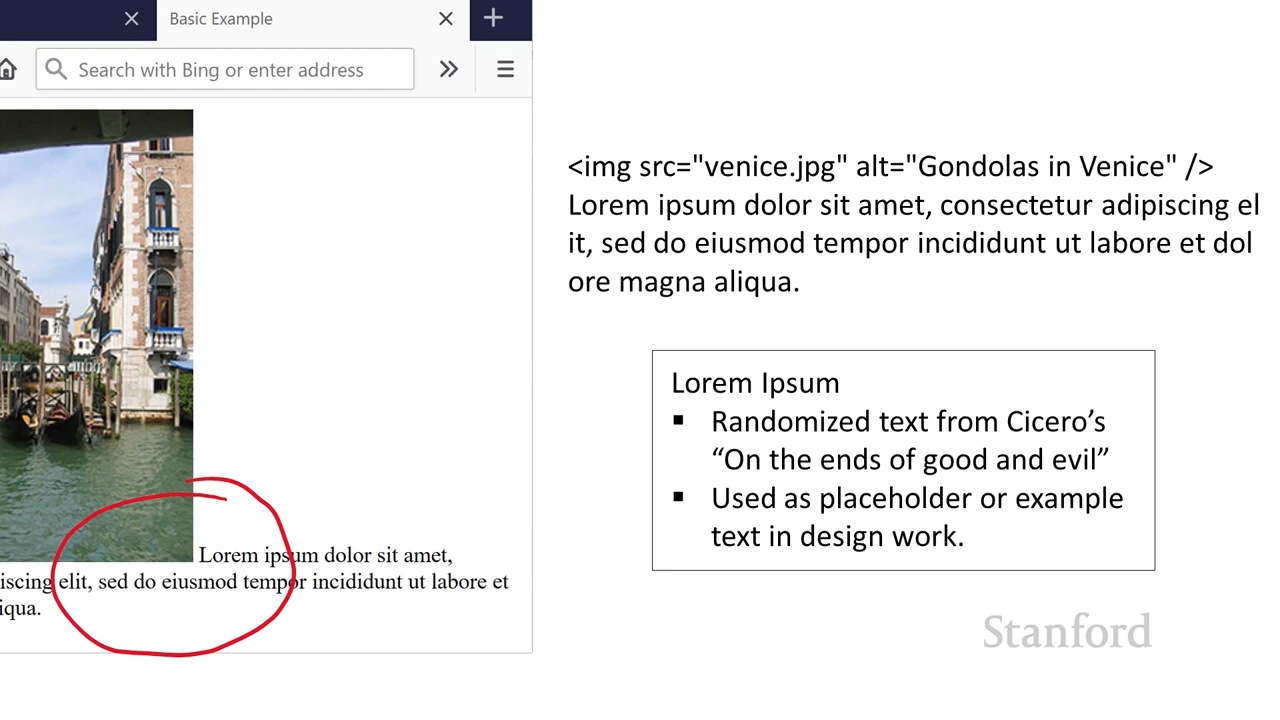 Basic Example
Search with Bing or enter address
<img src="venice.jpg" alt="Gondolas in Venice" />
Lorem ipsum dolor sit amet, consectetur adipiscing el
it, sed do eiusmod tempor incididunt ut labore et dol
ore magna aliqua.
Lorem Ipsum
▪ Randomized text from Cicero’s
“On the ends of good and evil”
▪ Used as placeholder or example
text in design work.
Lorem ipsum dolor sit amet,
iscing elit, sed do eiusmod tempor incididunt ut labore et
iqua.
Stanford